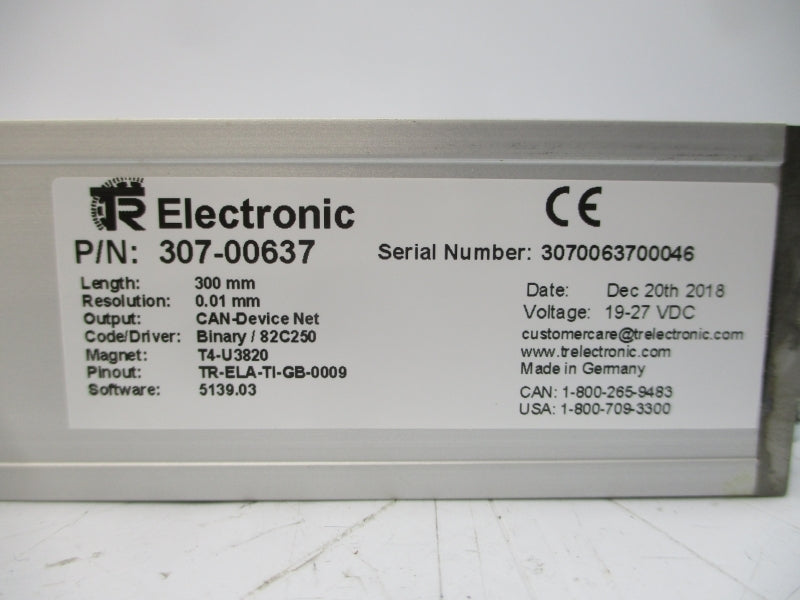 TR Electronic CE
P/N: 307-00637 Serial Number: 3070063700046
Length: 300 mm
Resolution: 0.01 mm
Output: CAN-Device Net
Code/Driver: Binary / 82C250
Magnet: T4-U3820
Pinout: TR-ELA-TI-GB-0009
Software: 5139.03
Date: Dec 20th 2018
Voltage: 19-27 VDC
customercare@trelectronic.com
www.trelectronic.com
Made in Germany
CAN: 1-800-265-9483
USA: 1-800-709-3300